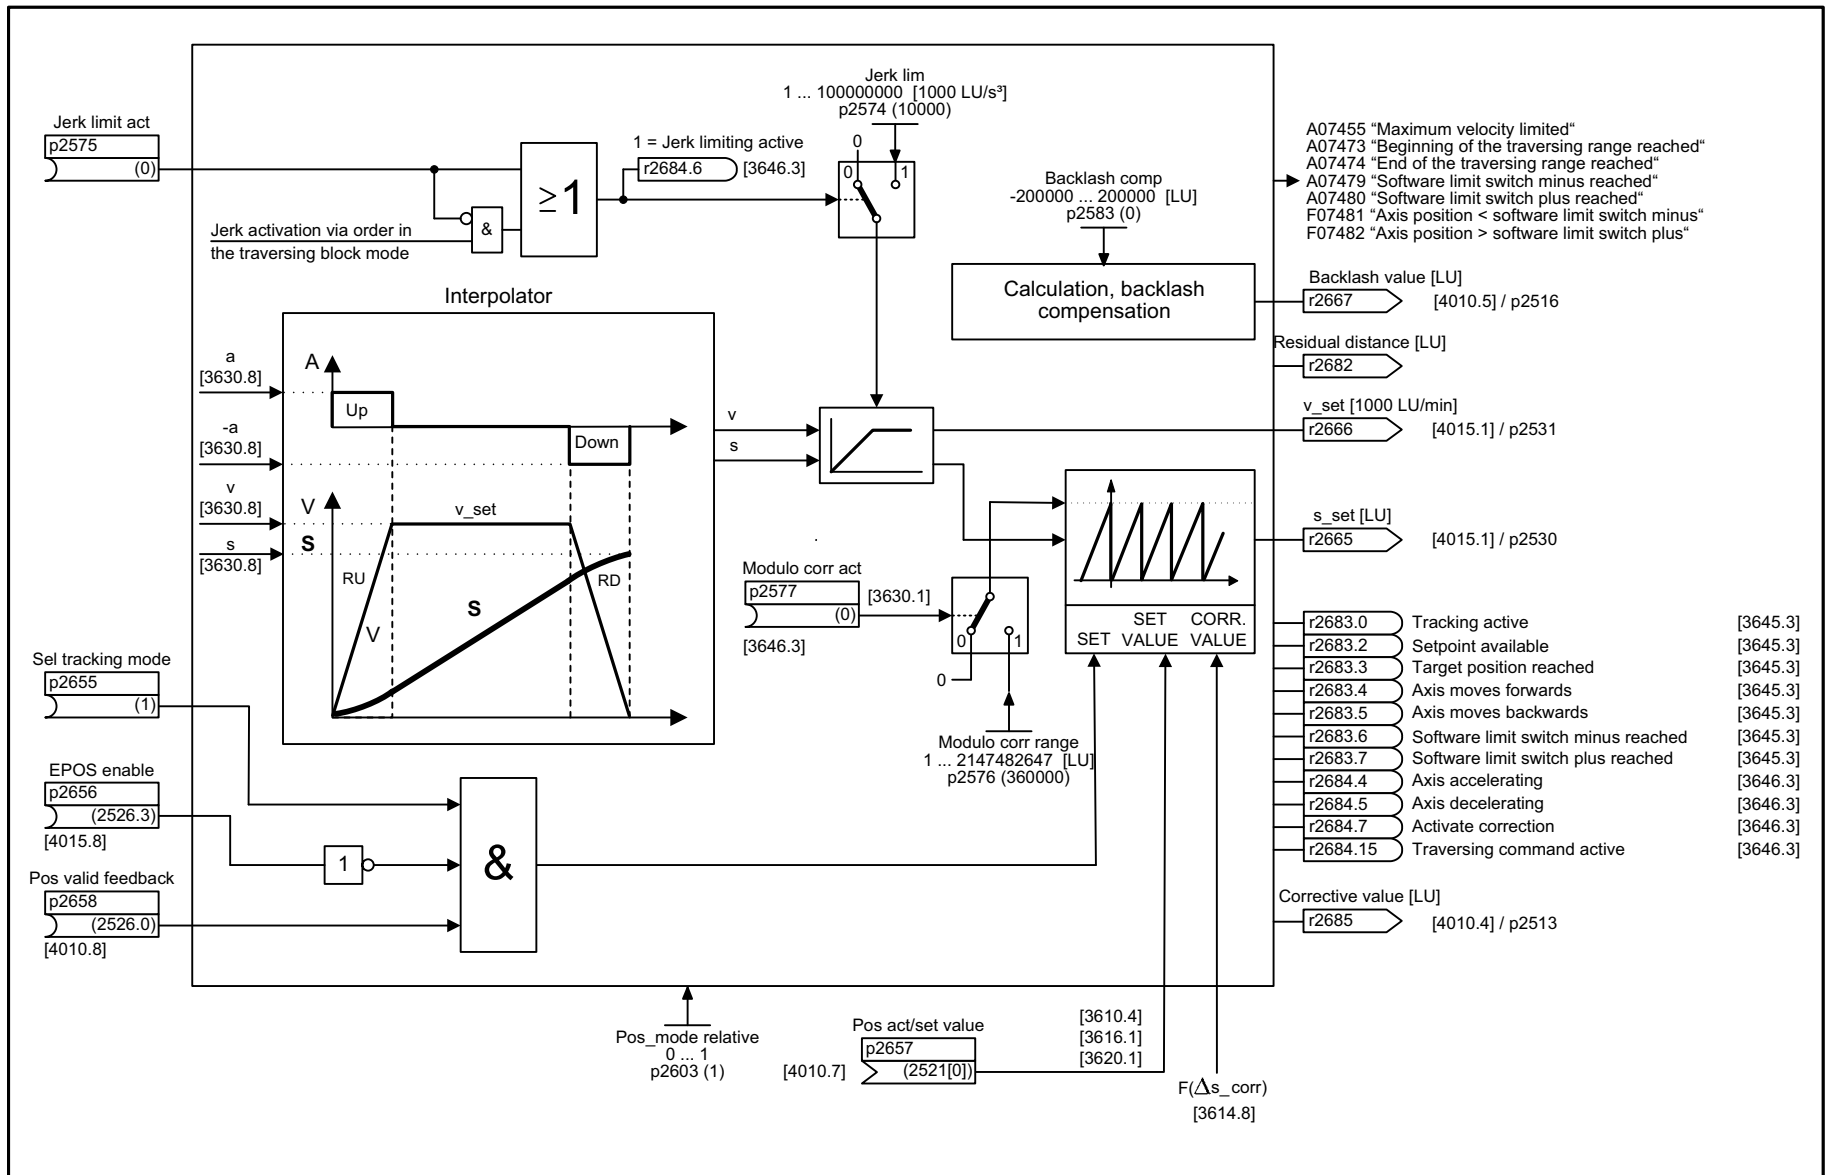 Jerk limit act
p2575
(0)
Jerk activation via order in
the traversing block mode
&
≥1
1 = Jerk limiting active
r2684.6
[3646.3]
Jerk lim
1 ... 100000000 [1000 LU/s³]
p2574 (10000)
0
0
1
Backlash comp
-200000 ... 200000 [LU]
p2583 (0)
Calculation, backlash
compensation
A07455 “Maximum velocity limited“
A07473 “Beginning of the traversing range reached“
A07474 “End of the traversing range reached“
A07479 “Software limit switch minus reached“
A07480 “Software limit switch plus reached“
F07481 “Axis position < software limit switch minus“
F07482 “Axis position > software limit switch plus“
Backlash value [LU]
r2667
[4010.5] / p2516
Residual distance [LU]
r2682
v_set [1000 LU/min]
r2666
[4015.1] / p2531
s_set [LU]
r2665
[4015.1] / p2530
Interpolator
a
[3630.8]
-a
[3630.8]
v
[3630.8]
s
[3630.8]
A
Up
Down
V
S
v_set
RU
V
S
RD
v
s
Modulo corr act
p2577
(0)
[3630.1]
[3646.3]
0
1
0
Modulo corr range
1 ... 2147482647 [LU]
p2576 (360000)
SET
SET
VALUE
CORR.
VALUE
Sel tracking mode
p2655
(1)
EPOS enable
p2656
(2526.3)
[4015.8]
1
Pos valid feedback
p2658
(2526.0)
[4010.8]
&
r2683.0 Tracking active [3645.3]
r2683.2 Setpoint available [3645.3]
r2683.3 Target position reached [3645.3]
r2683.4 Axis moves forwards [3645.3]
r2683.5 Axis moves backwards [3645.3]
r2683.6 Software limit switch minus reached [3645.3]
r2683.7 Software limit switch plus reached [3645.3]
r2684.4 Axis accelerating [3646.3]
r2684.5 Axis decelerating [3646.3]
r2684.7 Activate correction [3646.3]
r2684.15 Traversing command active [3646.3]
Corrective value [LU]
r2685
[4010.4] / p2513
Pos_mode relative
0 ... 1
p2603 (1)
Pos act/set value
p2657
(2521[0])
[4010.7]
[3610.4]
[3616.1]
[3620.1]
F(Δs_corr)
[3614.8]